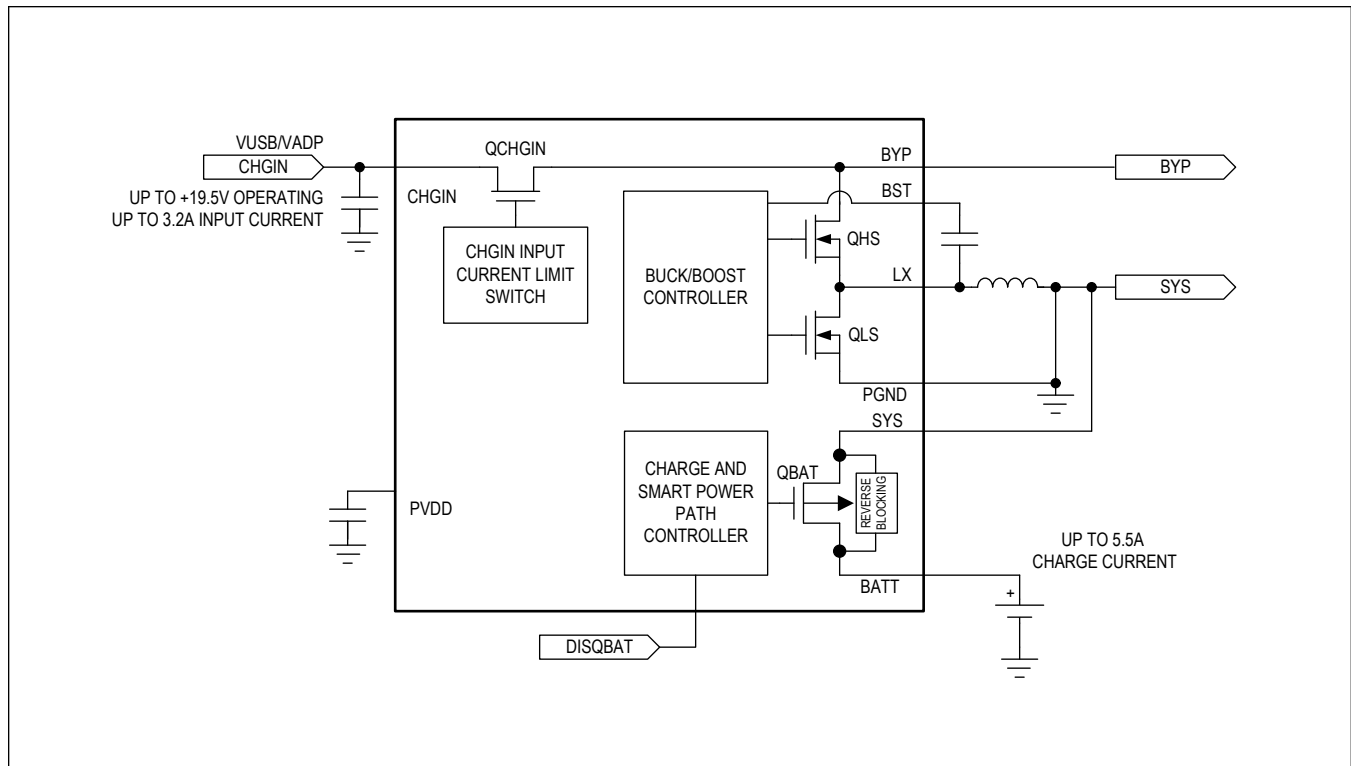 VUSB/VADP
CHGIN
UP TO +19.5V OPERATING
UP TO 3.2A INPUT CURRENT
QCHGIN
CHGIN
CHGIN INPUT
CURRENT LIMIT
SWITCH
BYP
BYP
BST
BUCK/BOOST
CONTROLLER
QHS
LX
SYS
QLS
PGND
SYS
CHARGE AND
SMART POWER
PATH
CONTROLLER
QBAT
REVERSE
BLOCKING
PVDD
BATT
UP TO 5.5A
CHARGE CURRENT
+
DISQBAT